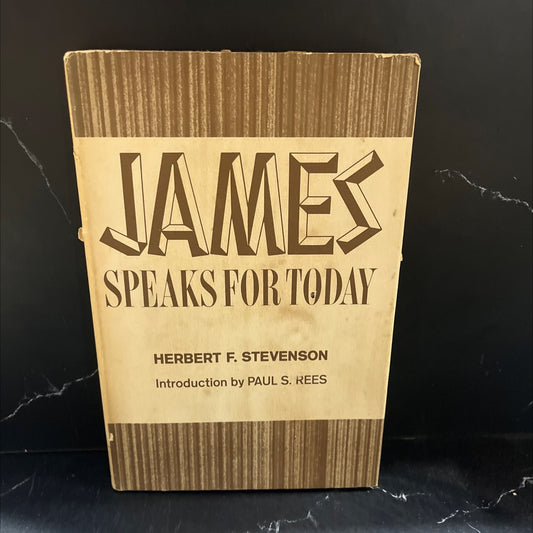 JAMES
SPEAKS FOR TODAY
HERBERT F. STEVENSON
Introduction by PAUL S. REES